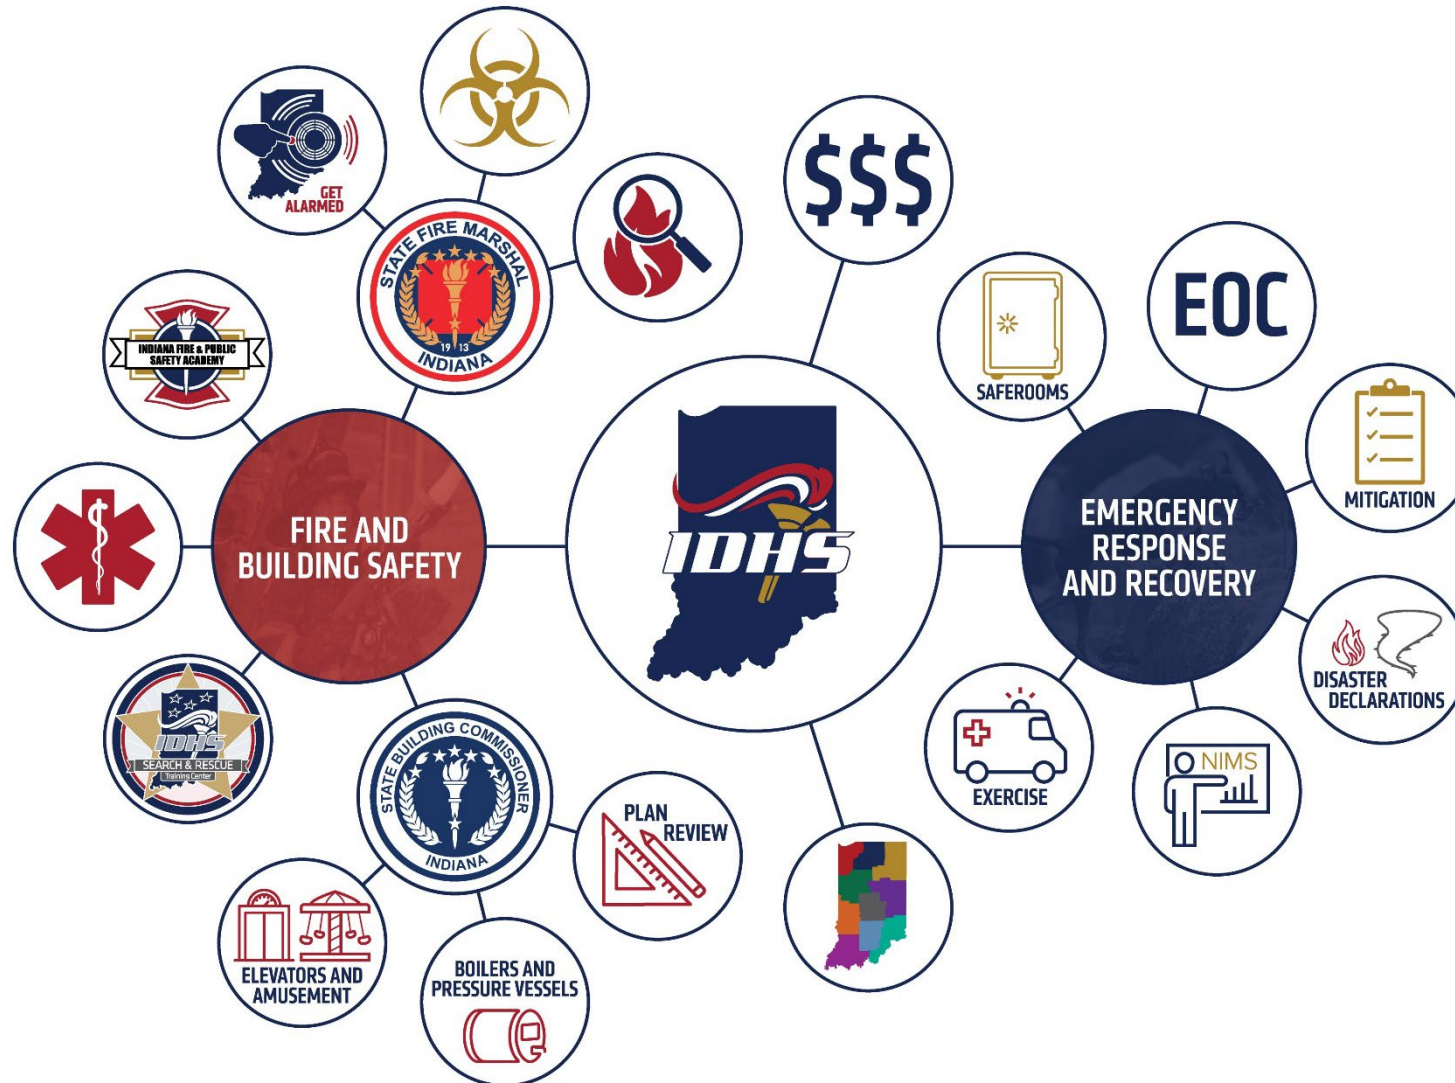 GET
ALARMED
STATE FIRE MARSHAL
19 13
INDIANA
$$$
INDIANA FIRE & PUBLIC
SAFETY ACADEMY
SAFEROOMS
EOC
MITIGATION
FIRE AND
BUILDING SAFETY
IDHS
EMERGENCY
RESPONSE
AND RECOVERY
DISASTER
DECLARATIONS
IDHS
SEARCH & RESCUE
Training Center
STATE BUILDING COMMISSIONER
INDIANA
PLAN
REVIEW
EXERCISE
NIMS
ELEVATORS AND
AMUSEMENT
BOILERS AND
PRESSURE VESSELS